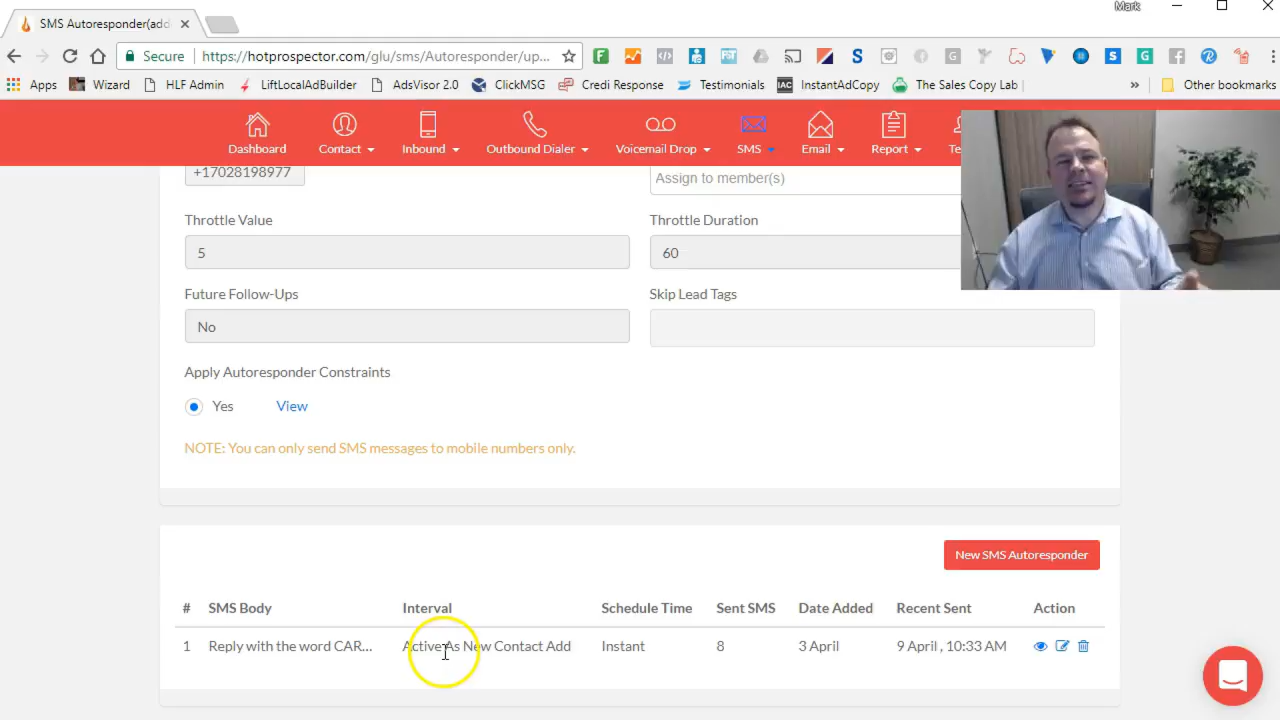 Mark
SMS Autoresponder(add
Secure https://hotprospector.com/glu/sms/Autoresponder/up...
Apps Wizard HLF Admin LiftLocalAdBuilder AdsVisor 2.0 ClickMSG Credi Response Testimonials IAC InstantAdCopy The Sales Copy Lab » Other bookmarks
Dashboard Contact Inbound Outbound Dialer Voicemail Drop SMS Email Report Te
+17028198977 Assign to member(s)
Throttle Value Throttle Duration
5 60
Future Follow-Ups Skip Lead Tags
No
Apply Autoresponder Constraints
Yes View
NOTE: You can only send SMS messages to mobile numbers only.
New SMS Autoresponder
# SMS Body Interval Schedule Time Sent SMS Date Added Recent Sent Action
1 Reply with the word CAR... Active As New Contact Add Instant 8 3 April 9 April , 10:33 AM